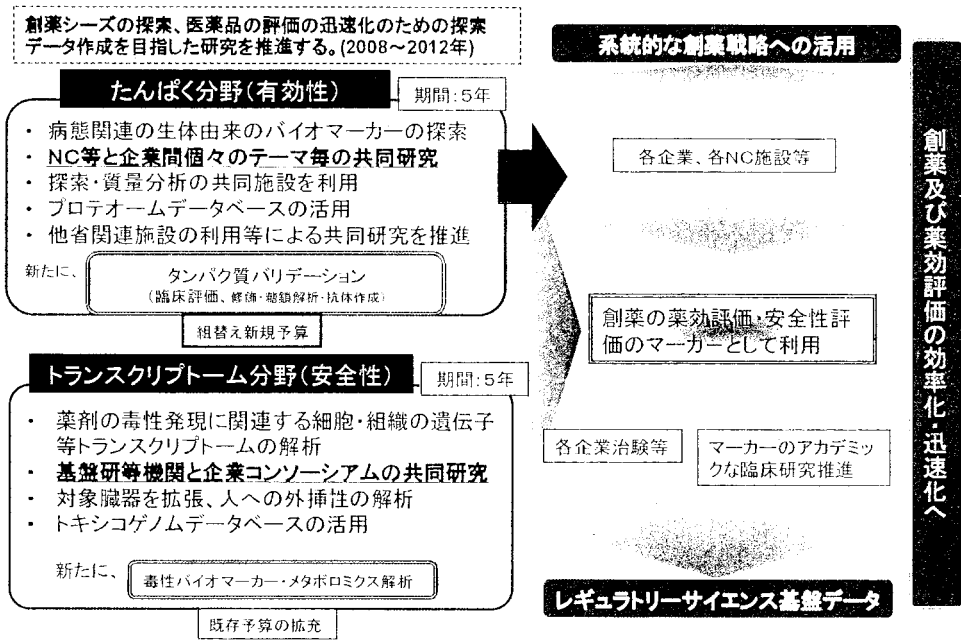 創薬シーズの探索、医薬品の評価の迅速化のための探索
データ作成を目指した研究を推進する。(2008～2012年)
たんぱく分野(有効性)
期間:5年
・ 病態関連の生体由来のバイオマーカーの探索
・ NC等と企業間個々のテーマ毎の共同研究
・ 探索・質量分析の共同施設を利用
・ プロテオームデータベースの活用
・ 他省関連施設の利用等による共同研究を推進
新たに、
タンパク質バリデーション
(臨床評価、修飾・糖鎖解析・抗体作成)
組替え新規予算
トランスクリプトーム分野(安全性)
期間:5年
・ 薬剤の毒性発現に関連する細胞・組織の遺伝子
等トランスクリプトームの解析
・ 基盤研等機関と企業コンソーシアムの共同研究
・ 対象臓器を拡張、人への外挿性の解析
・ トキシコゲノムデータベースの活用
新たに、
毒性バイオマーカー・メタボロミクス解析
既存予算の拡充
系統的な創薬戦略への活用
各企業、各NC施設等
創薬の薬効評価・安全性評
価のマーカーとして利用
各企業治験等
マーカーのアカデミッ
クな臨床研究推進
レギュラトリーサイエンス基盤データ
創薬及び薬効評価の効率化・迅速化へ